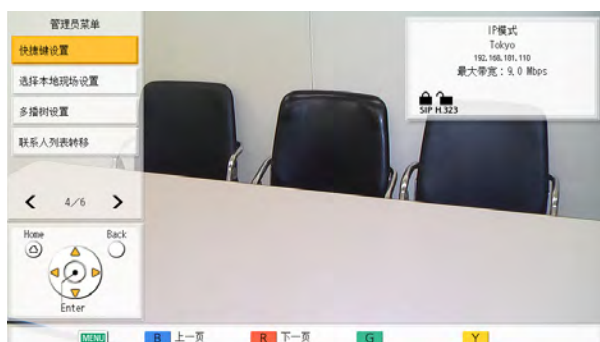 管理员菜单
快捷键设置
选择本地现场设置
多播树设置
联系人列表转移
4/6
Home
Back
Enter
IP模式
Tokyo
192.168.181.110
最大带宽：9.0 Mbps
SIP H.323
MENU
B 上一页
R 下一页
G
Y